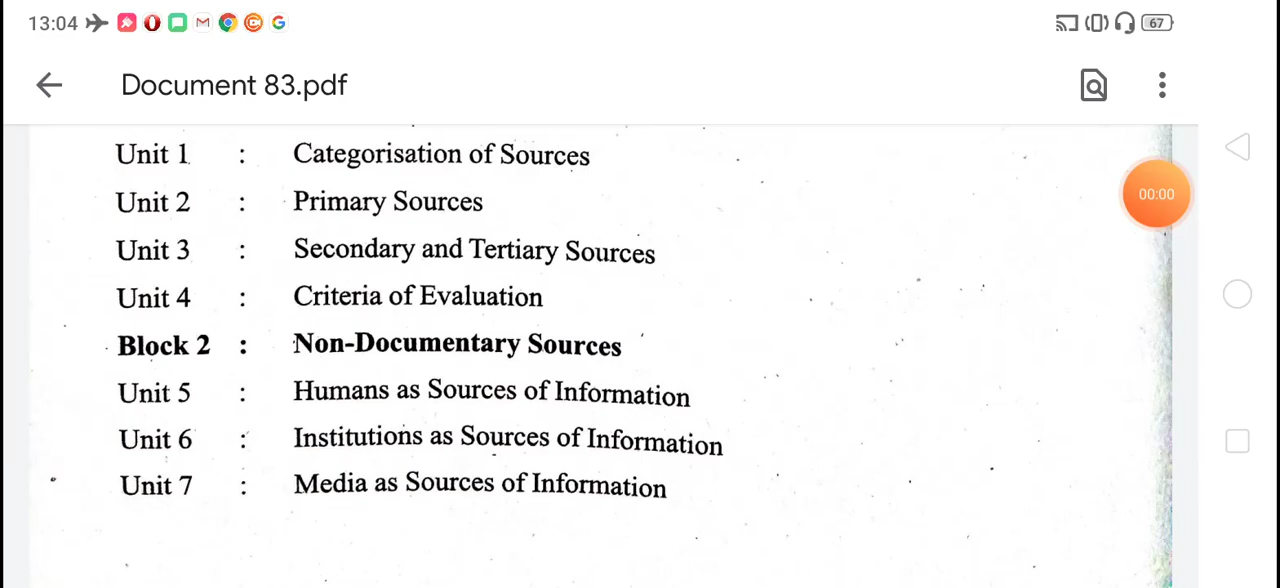 13:04
67
Document 83.pdf
Unit 1 : Categorisation of Sources
00:00
Unit 2 : Primary Sources
Unit 3 : Secondary and Tertiary Sources
Unit 4 : Criteria of Evaluation
Block 2 : Non-Documentary Sources
Unit 5 : Humans as Sources of Information
Unit 6 : Institutions as Sources of Information
Unit 7 : Media as Sources of Information